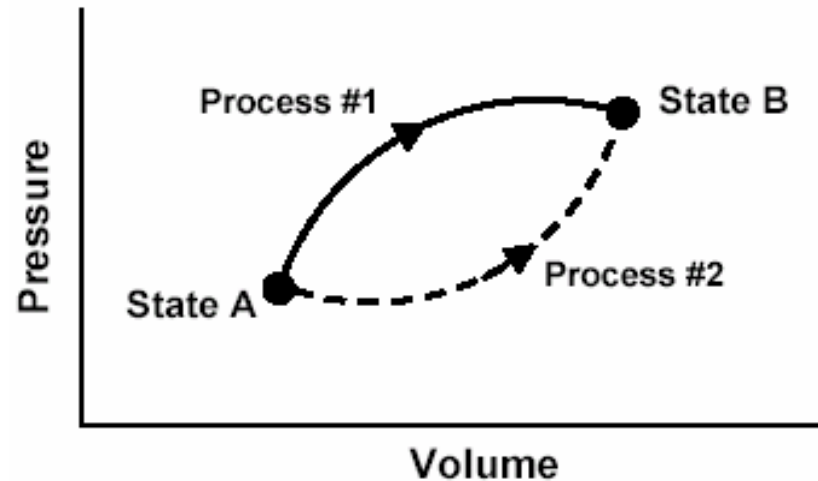 Process #1
State B
Pressure
Process #2
State A
Volume